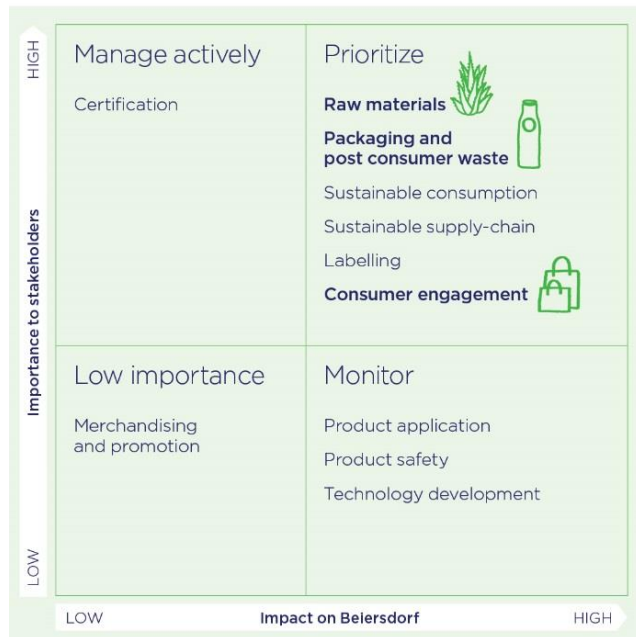 HIGH
Importance to stakeholders
LOW
Manage actively
Certification
Prioritize
Raw materials
Packaging and
post consumer waste
Sustainable consumption
Sustainable supply-chain
Labelling
Consumer engagement
Low importance
Merchandising
and promotion
Monitor
Product application
Product safety
Technology development
LOW
Impact on Beiersdorf
HIGH